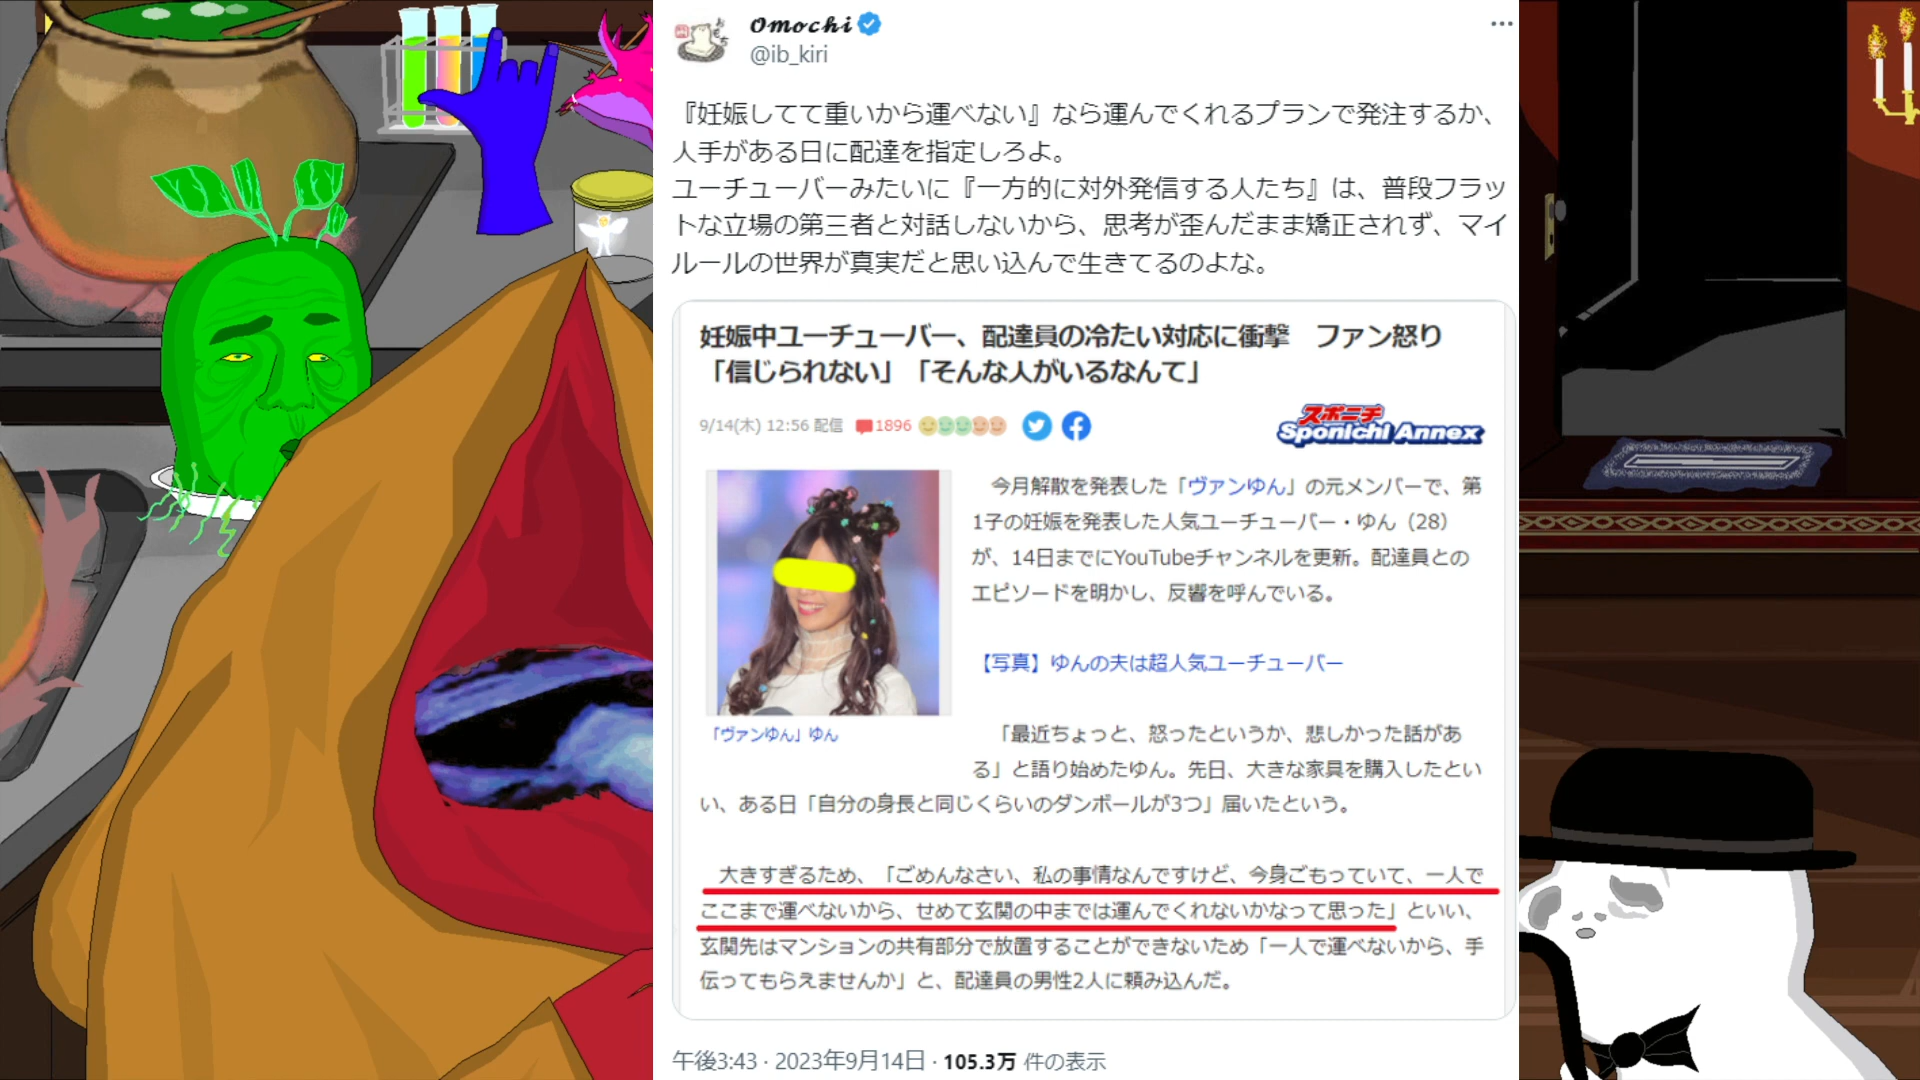 Omochi
@ib_kiri
『妊娠してて重いから運べない』なら運んでくれるプランで発注するか、
人手がある日に配達を指定しろよ。
ユーチューバーみたいに『一方的に対外発信する人たち』は、普段フラッ
トな立場の第三者と対話しないから、思考が歪んだまま矯正されず、マイ
ルールの世界が真実だと思い込んで生きてるのよな。
妊娠中ユーチューバー、配達員の冷たい対応に衝撃　ファン怒り
「信じられない」「そんな人がいるなんて」
9/14(木) 12:56 配信 1896
スポニチ
Sponichi Annex
今月解散を発表した「ヴァンゆん」の元メンバーで、第
1子の妊娠を発表した人気ユーチューバー・ゆん（28）
が、14日までにYouTubeチャンネルを更新。配達員との
エピソードを明かし、反響を呼んでいる。
【写真】ゆんの夫は超人気ユーチューバー
「ヴァンゆん」ゆん
「最近ちょっと、怒ったというか、悲しかった話があ
る」と語り始めたゆん。先日、大きな家具を購入したとい
い、ある日「自分の身長と同じくらいのダンボールが3つ」届いたという。
大きすぎるため、「ごめんなさい、私の事情なんですけど、今身ごもっていて、一人で
ここまで運べないから、せめて玄関の中までは運んでくれないかなって思った」といい、
玄関先はマンションの共有部分で放置することができないため「一人で運べないから、手
伝ってもらえませんか」と、配達員の男性2人に頼み込んだ。
午後3:43 · 2023年9月14日 · 105.3万 件の表示